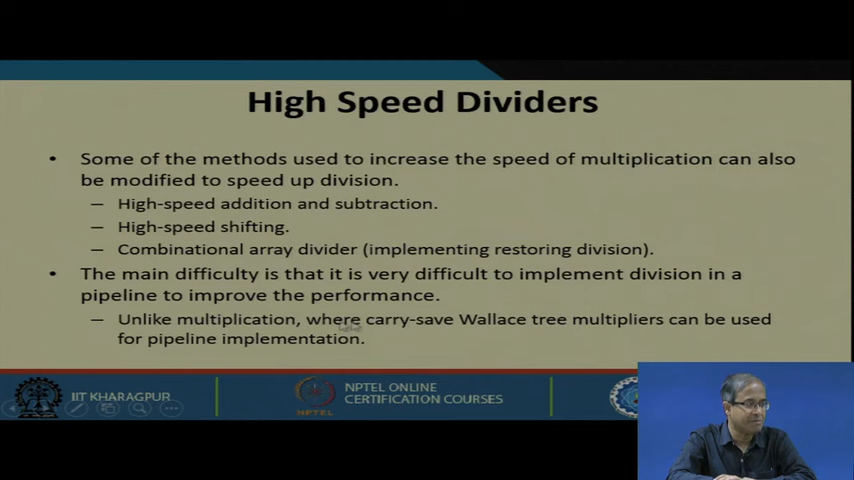 High Speed Dividers
• Some of the methods used to increase the speed of multiplication can also
be modified to speed up division.
– High-speed addition and subtraction.
– High-speed shifting.
– Combinational array divider (implementing restoring division).
• The main difficulty is that it is very difficult to implement division in a
pipeline to improve the performance.
– Unlike multiplication, where carry-save Wallace tree multipliers can be used
for pipeline implementation.
IIT KHARAGPUR
NPTEL
NPTEL ONLINE
CERTIFICATION COURSES